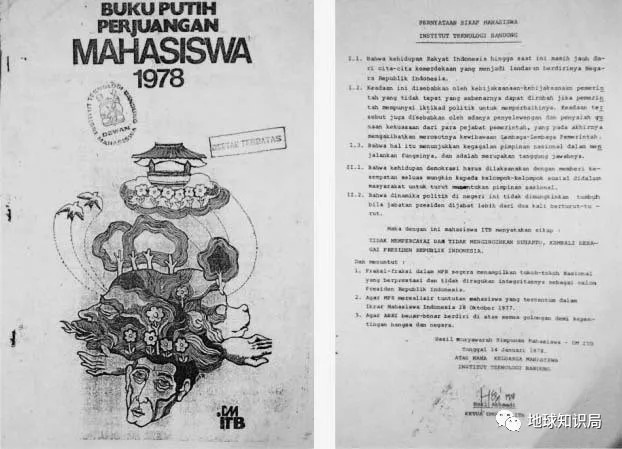 BUKU PUTIH
PERJUANGAN
MAHASISWA
1978
INSTITUT TEKNOLOGI BANDUNG
DEWAN
MAHASISWA
CETAK TERBATAS
.DM
ITB
PERNYATAAN SIKAP MAHASISWA
INSTITUT TEKNOLOGI BANDUNG
I.1. Bahwa kehidupan Rakyat Indonesia hingga saat ini masih jauh da-
ri cita-cita kemerdekaan yang menjadi landasan berdirinya Nega-
ra Republik Indonesia.
I.2. Keadaan ini disebabkan oleh kebijaksanaan-kebijaksanaan pemerin-
tah yang tidak tepat yang sebenarnya dapat dirobah jika pemerin-
tah mempunyai iktikad politik untuk memperbaikinya. Keadaan ter
sebut juga disebabkan oleh adanya penyelewengan dan penyalah gu
naan kekuasaan dari para pejabat pemerintah, yang pada akhirnya
mengakibatkan merosotnya kewibawaan Lembaga-lembaga Pemerintah.
I.3. Bahwa hal itu menunjukkan kegagalan pimpinan nasional dalam men
jalankan fungsinya, dan adalah merupakan tanggung jawabnya.
II.1. Bahwa kehidupan demokrasi harus dilaksanakan dengan memberi ke-
sempatan seluas mungkin kepada kelompok-kelompok sosial didalam
masyarakat untuk turut menentukan pimpinan nasional.
II.2. Bahwa dinamika politik di negeri ini tidak dimungkinkan tumbuh
bila jabatan presiden dijabat lebih dari dua kali berturut-tu-
rut.
Maka dengan ini mahasiswa ITB menyatakan sikap :
TIDAK MEMPERCAYAI DAN TIDAK MENGINGINKAN SUHARTO, KEMBALI SEBA-
GAI PRESIDEN REPUBLIK INDONESIA.
Dan menuntut :
1. Fraksi-fraksi dalam MPR segera menampilkan tokoh-tokoh Nasional
yang berprestasi dan tidak diragukan integritasnya sebagai calon
Presiden Republik Indonesia.
2. Agar MPR merealisir tuntutan mahasiswa yang tercantum dalam
Ikrar Mahasiswa Indonesia 28 Oktober 1977.
3. Agar ABRI benar-benar berdiri di atas semua golongan demi kepen-
tingan bangsa dan negara.
Hasil Musyawarah Himpunan Mahasiswa - DM ITB
Tanggal 14 Januari 1978.
ATAS NAMA KELUARGA MAHASISWA
INSTITUT TEKNOLOGI BANDUNG
KETUA
ITB
地球知识局